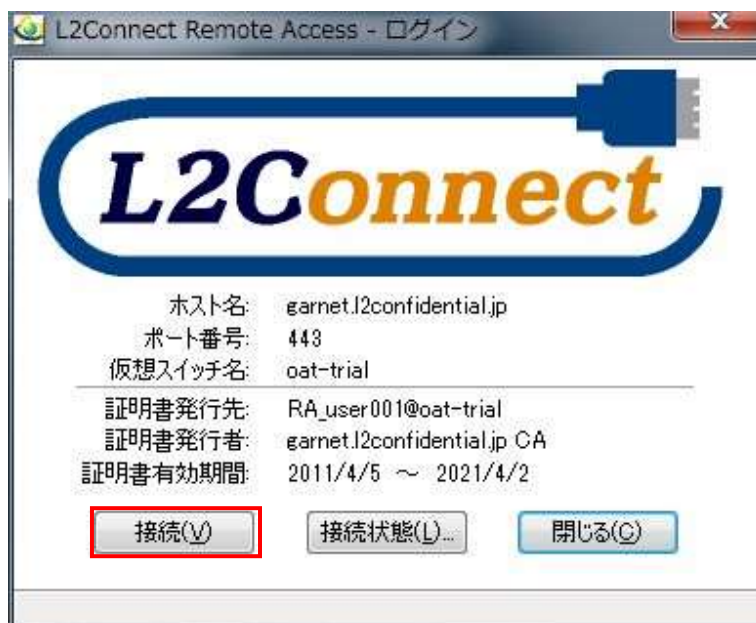 L2Connect Remote Access - ログイン
L2Connect
ホスト名: garnet.l2confidential.jp
ポート番号: 443
仮想スイッチ名: oat-trial
証明書発行先: RA_user001@oat-trial
証明書発行者: garnet.l2confidential.jp CA
証明書有効期間: 2011/4/5 ～ 2021/4/2
接続(V) 接続状態(L)... 閉じる(C)